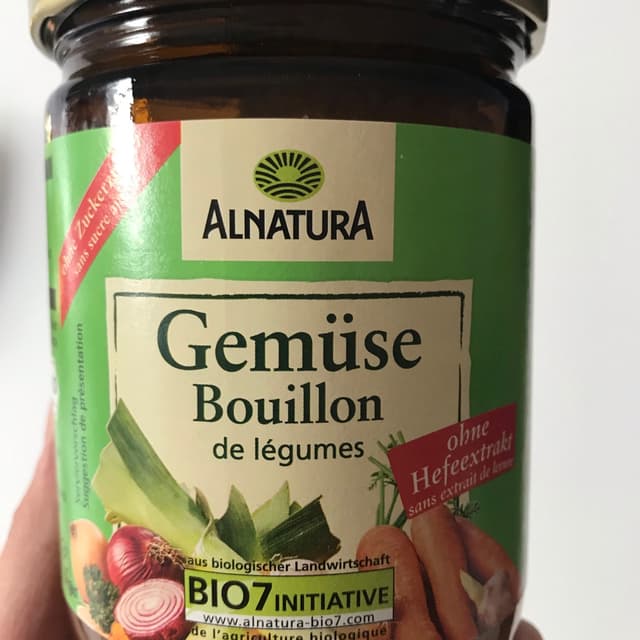 ohne Zucker
sans sucre
ALNATURA
Gemüse
Bouillon
de légumes
ohne
Hefeextrakt
sans extrait de levure
Serviervorschlag
Suggestion de présentation
aus biologischer Landwirtschaft
BIO7 INITIATIVE
www.alnatura-bio7.com
de l'agriculture biologique